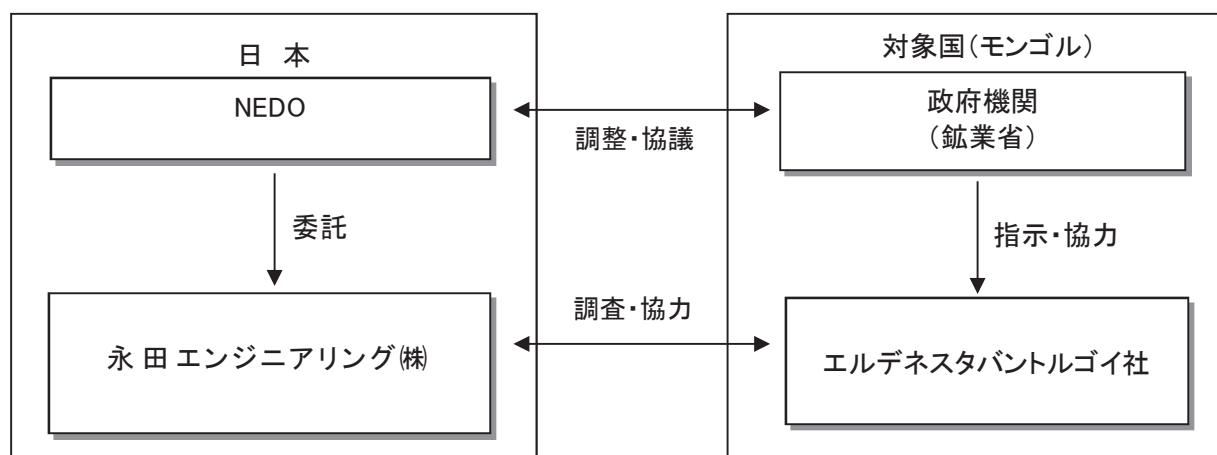 日 本
NEDO
委託
永田エンジニアリング㈱
調整・協議
調査・協力
対象国(モンゴル)
政府機関
(鉱業省)
指示・協力
エルデネスタバントルゴイ社